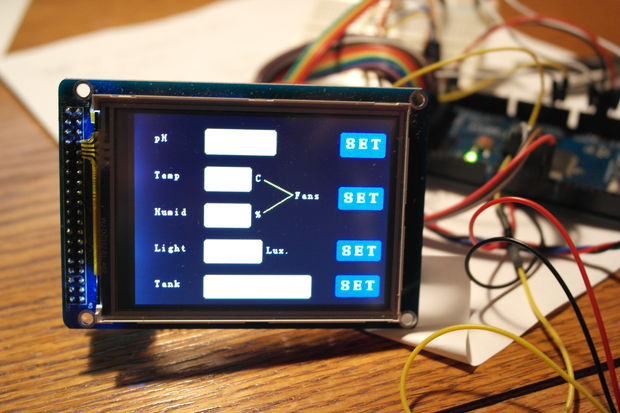 pH SET
Temp C
Fans SET
Humid %
Light Lux. SET
Tank SET